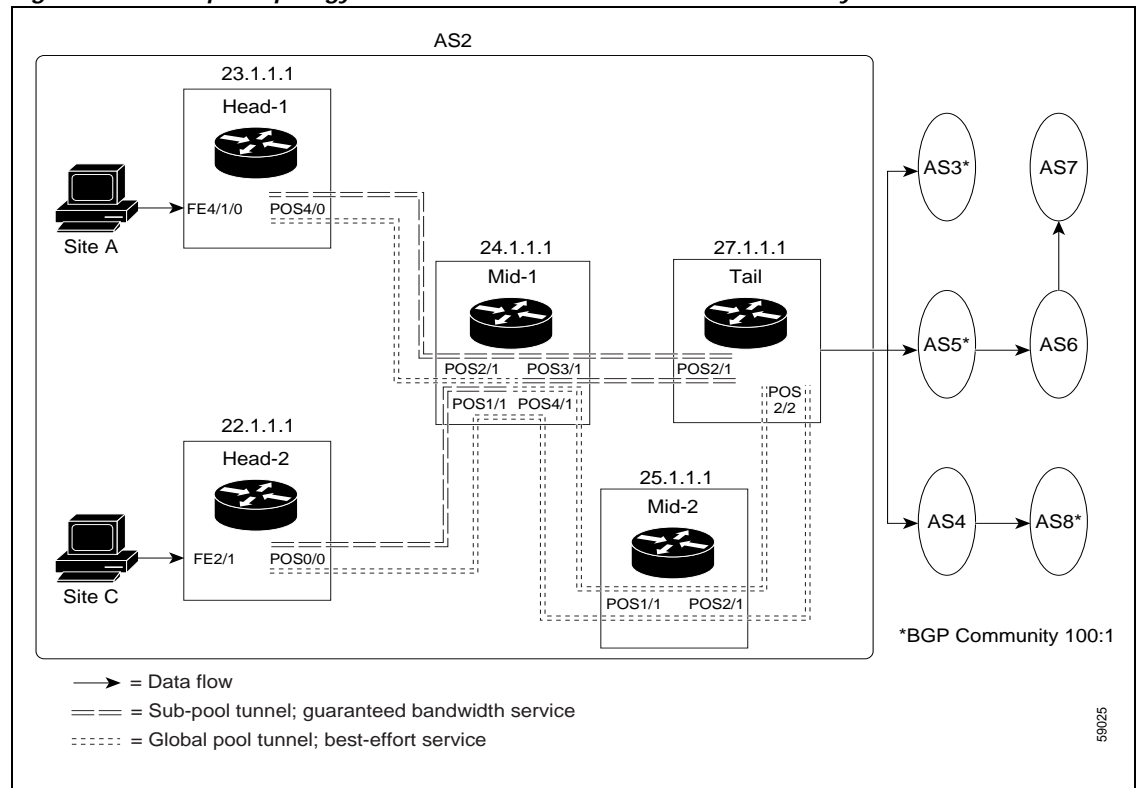 AS2
23.1.1.1
Head-1
FE4/1/0
POS4/0
Site A
24.1.1.1
Mid-1
POS2/1
POS3/1
POS1/1
POS4/1
27.1.1.1
Tail
POS2/1
POS
2/2
22.1.1.1
Head-2
FE2/1
POS0/0
Site C
25.1.1.1
Mid-2
POS1/1
POS2/1
AS3*
AS7
AS5*
AS6
AS4
AS8*
*BGP Community 100:1
= Data flow
= Sub-pool tunnel; guaranteed bandwidth service
= Global pool tunnel; best-effort service
59025